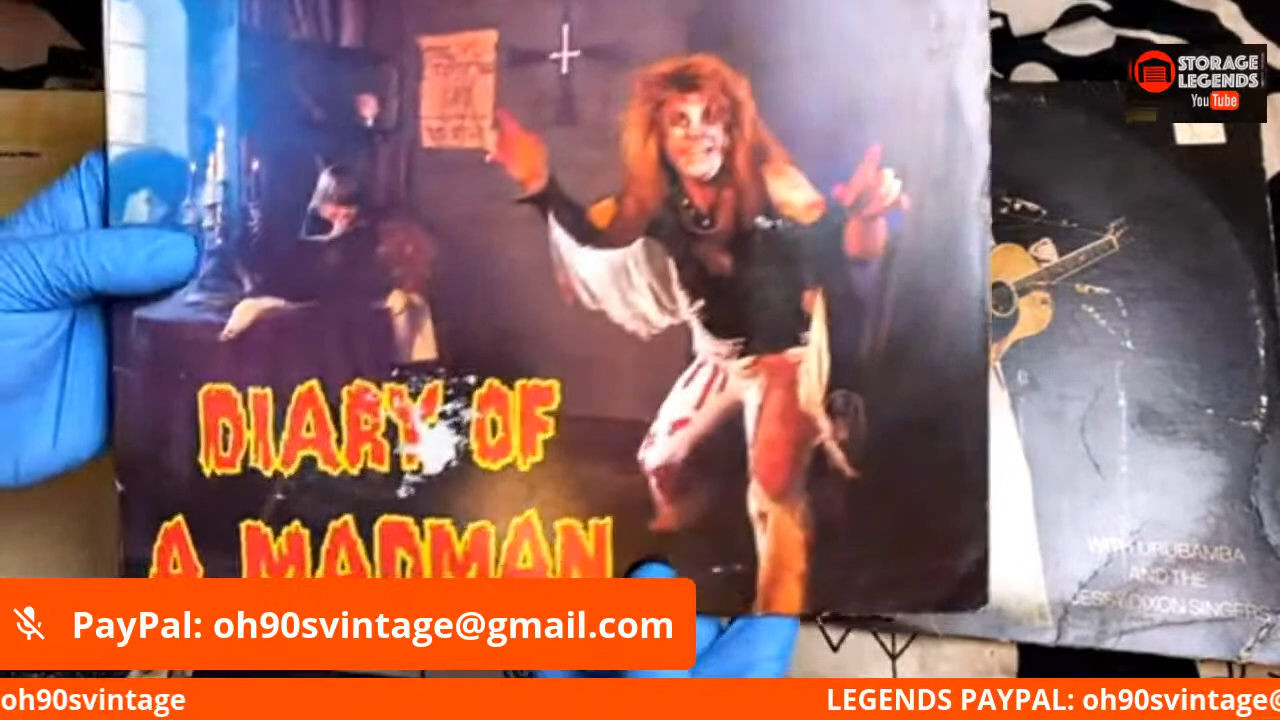 STORAGE
LEGENDS
YouTube
DIARY OF
A MADMAN
WITH URUBAMBA
AND THE
JESSY DIXON SINGERS
PayPal: oh90svintage@gmail.com
oh90svintage
LEGENDS PAYPAL: oh90svintage@